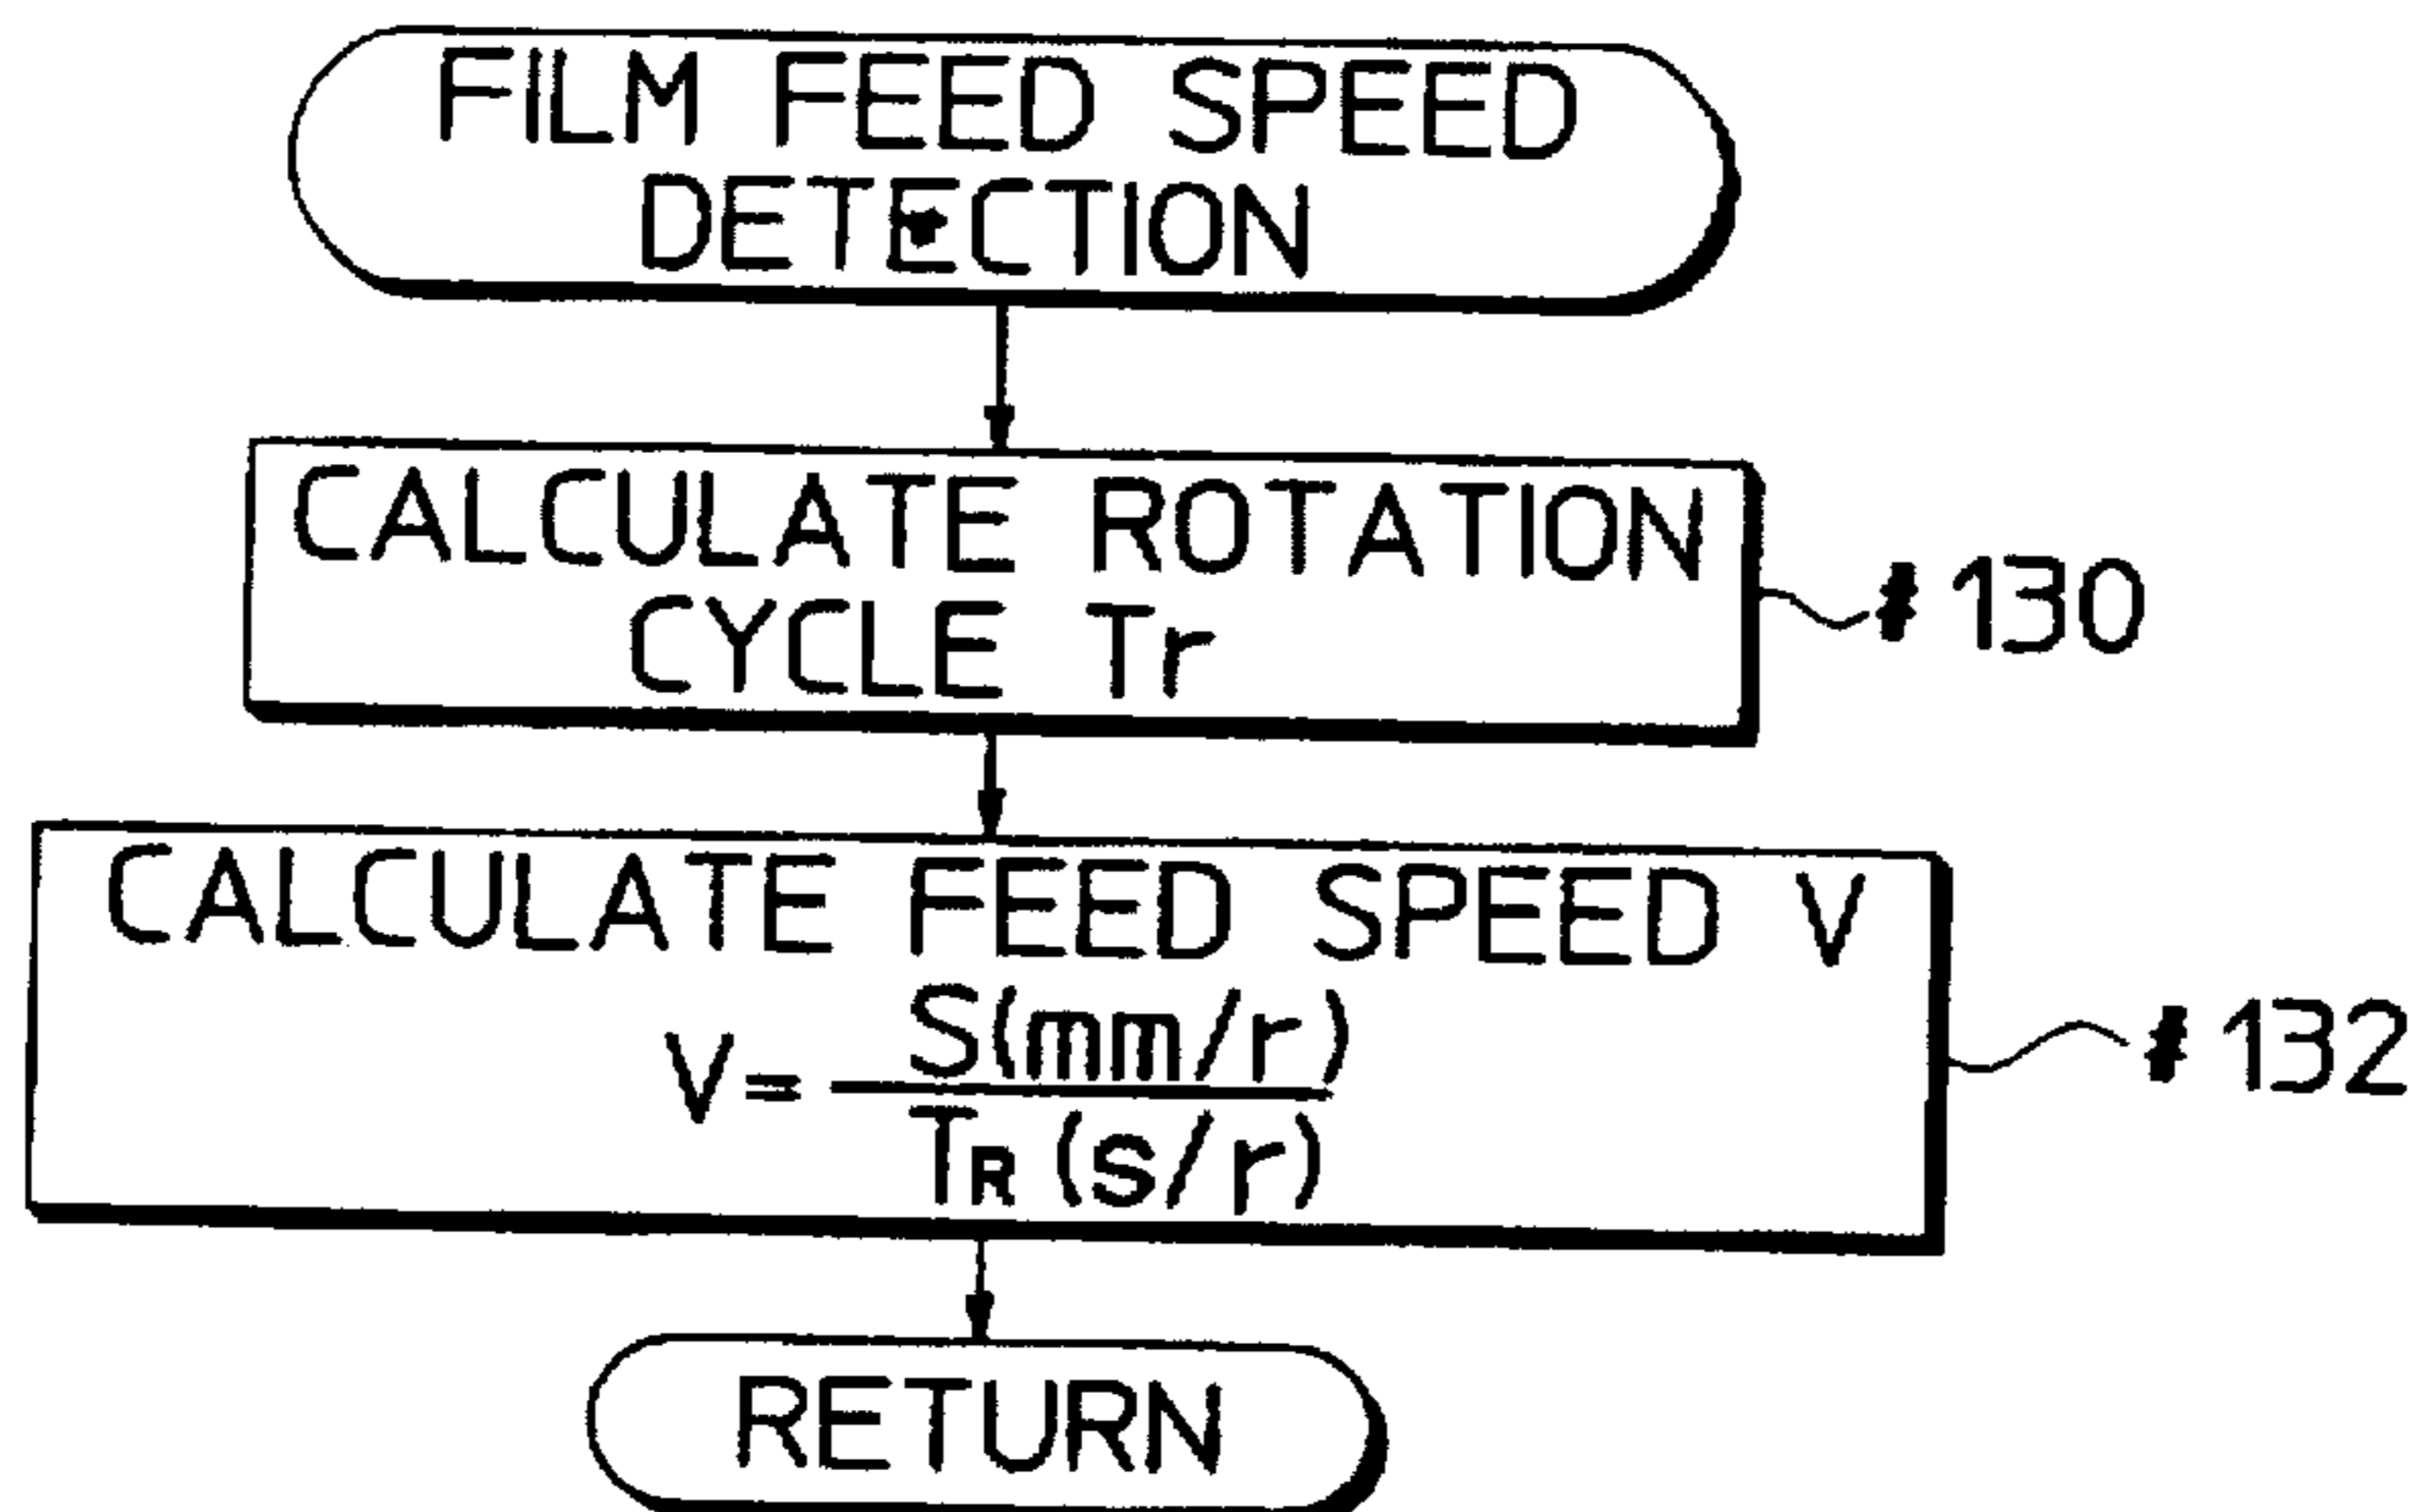 FILM FEED SPEED
DETECTION
CALCULATE ROTATION
CYCLE Tr
#130
CALCULATE FEED SPEED V
V= S(mm/r)
TR (s/r)
#132
RETURN